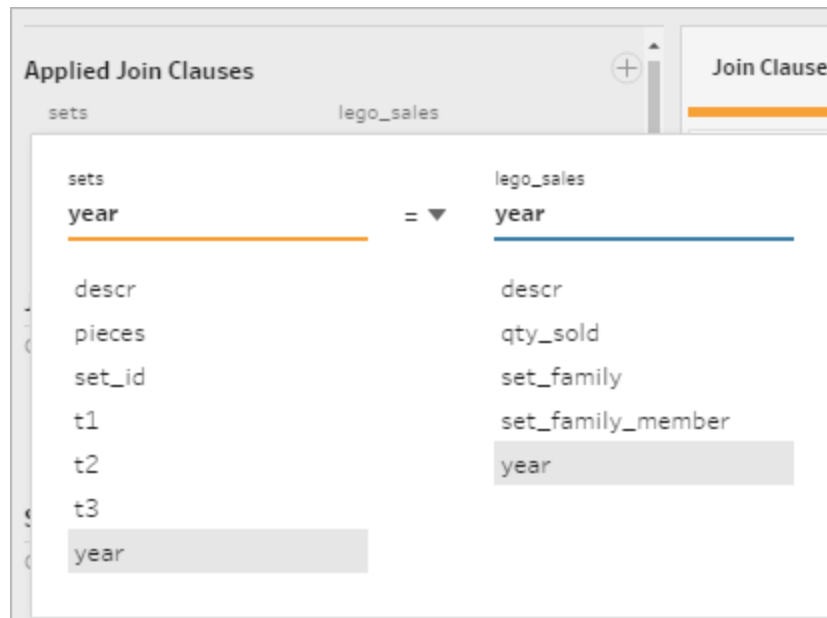 Applied Join Clauses
Join Clause
sets lego_sales
sets lego_sales
year = year
descr descr
pieces qty_sold
set_id set_family
t1 set_family_member
t2 year
t3
year